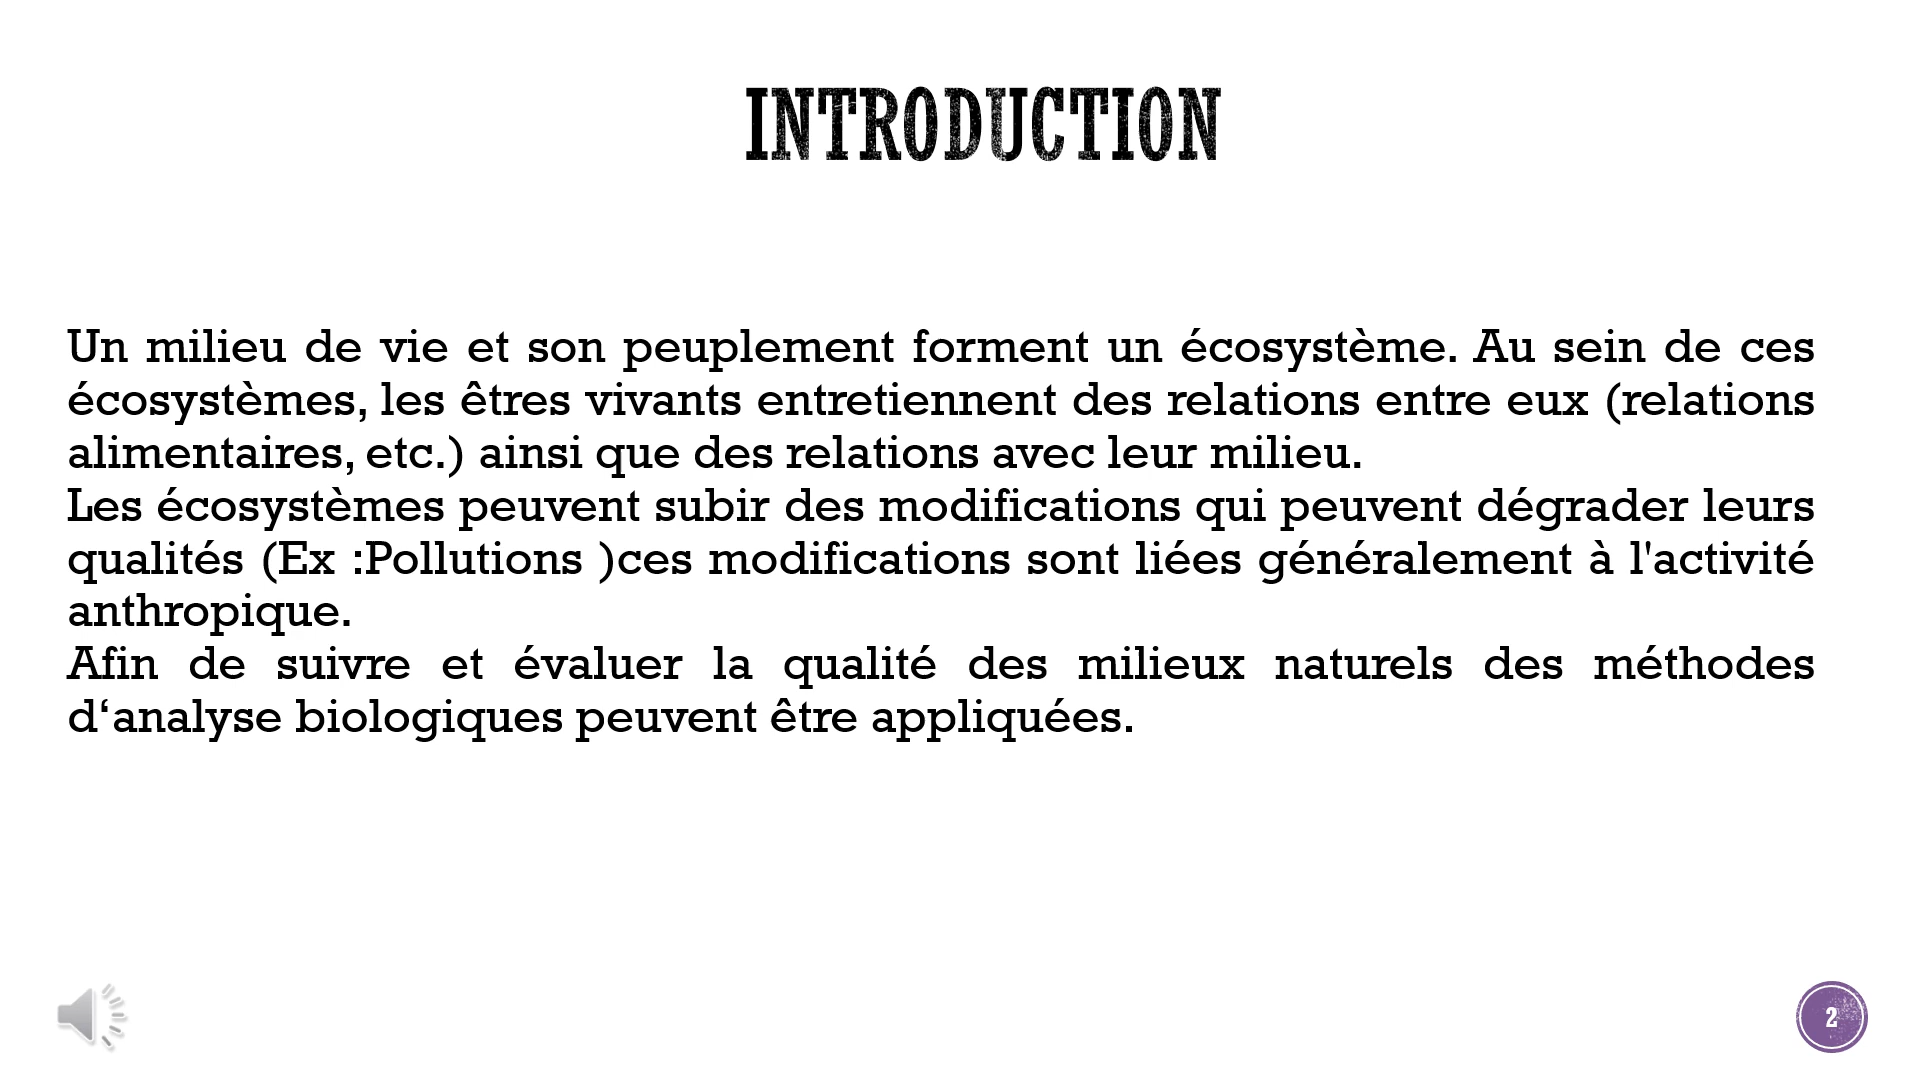 INTRODUCTION
Un milieu de vie et son peuplement forment un écosystème. Au sein de ces
écosystèmes, les êtres vivants entretiennent des relations entre eux (relations
alimentaires, etc.) ainsi que des relations avec leur milieu.
Les écosystèmes peuvent subir des modifications qui peuvent dégrader leurs
qualités (Ex :Pollutions )ces modifications sont liées généralement à l'activité
anthropique.
Afin de suivre et évaluer la qualité des milieux naturels des méthodes
d‘analyse biologiques peuvent être appliquées.
2